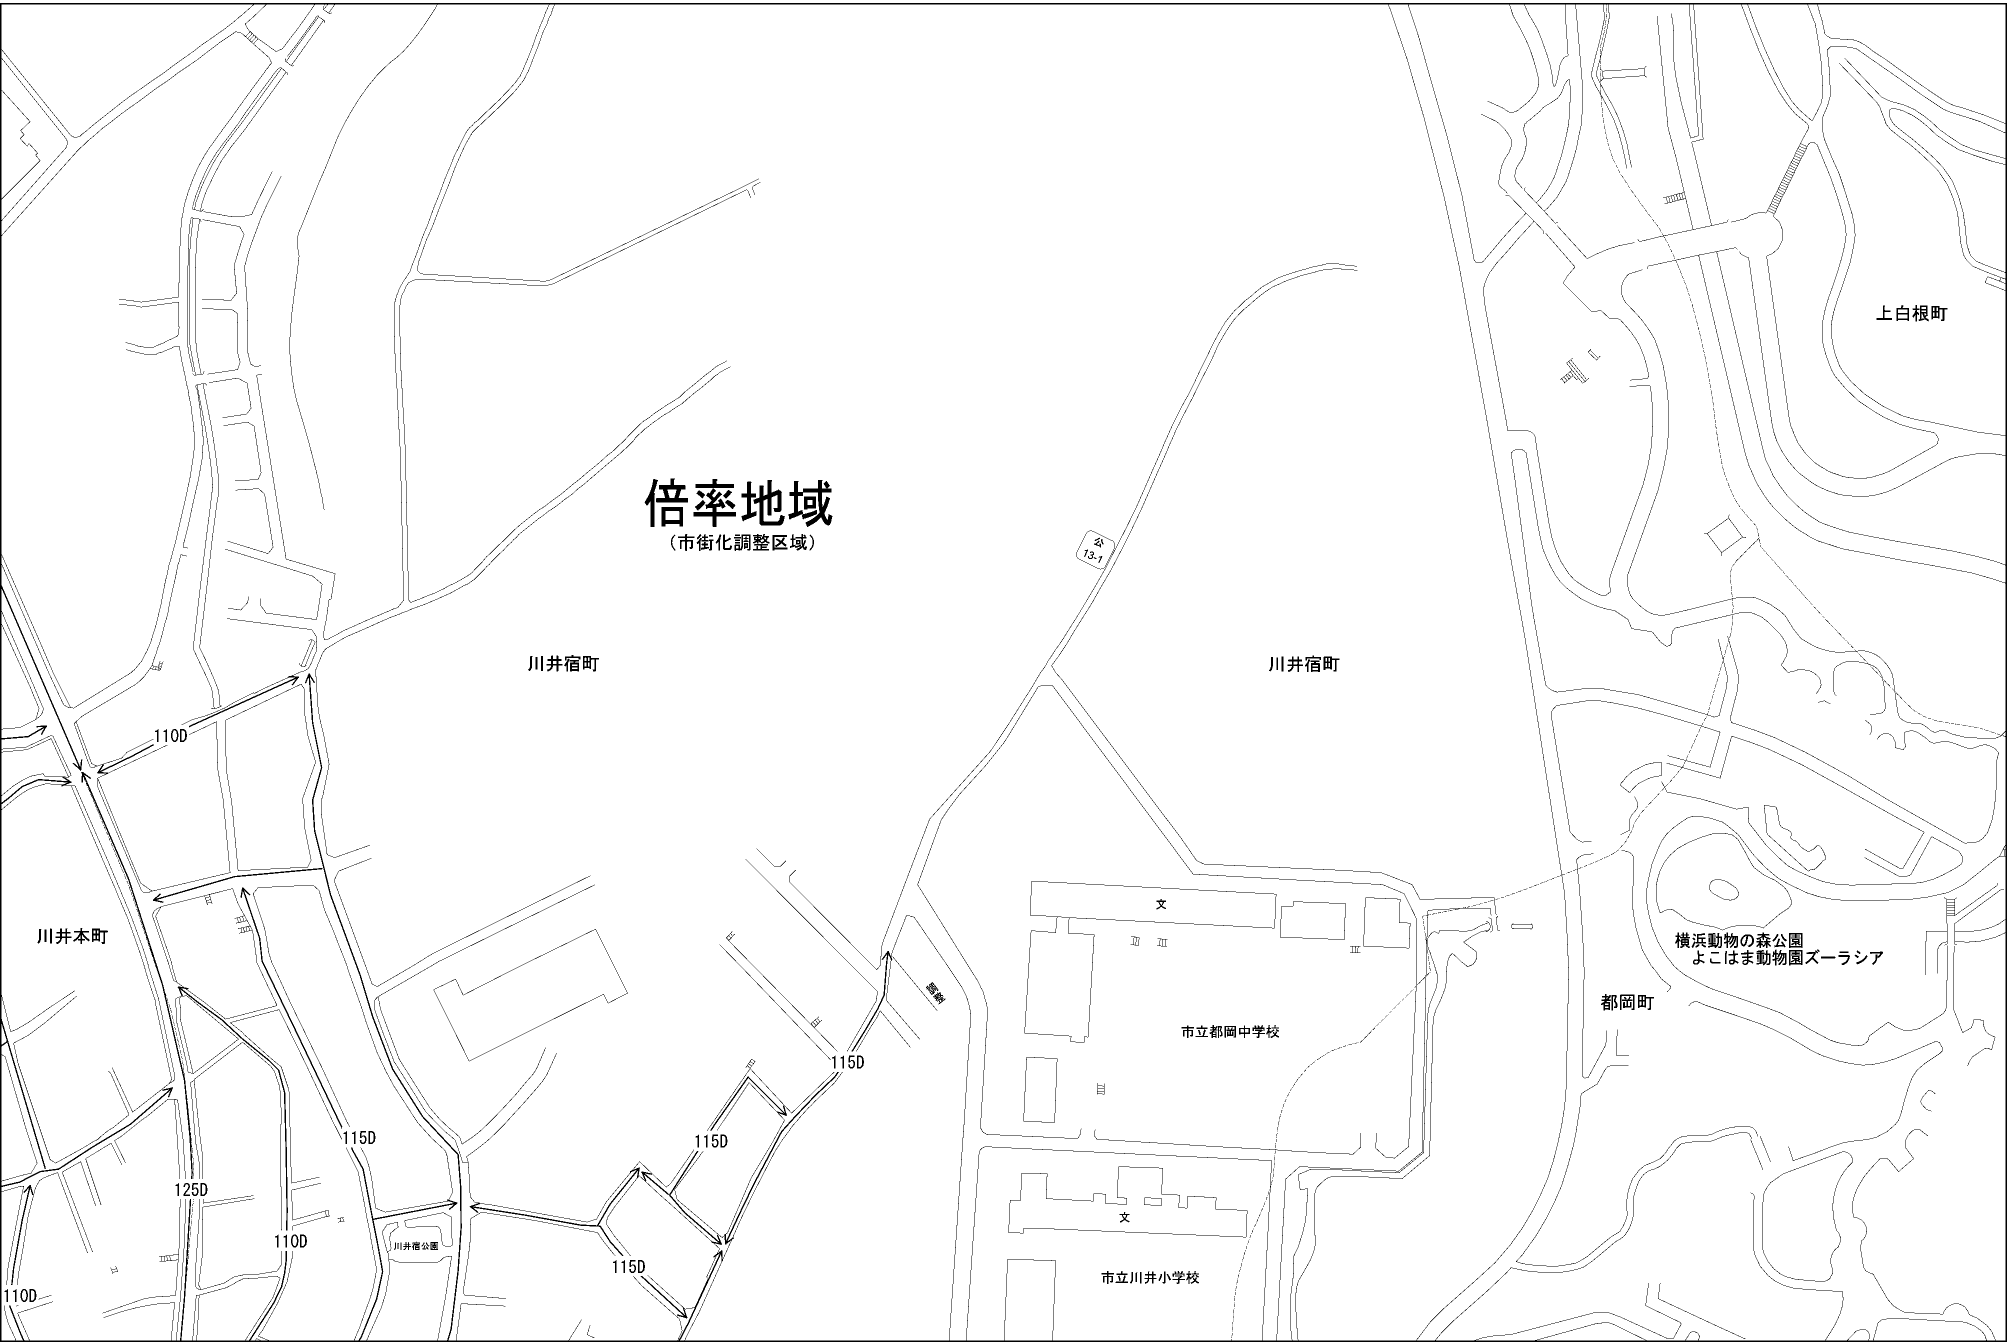 上白根町
倍率地域
(市街化調整区域)
公
13-1
川井宿町
川井宿町
110D
文
川井本町
横浜動物の森公園
よこはま動物園ズーラシア
調整
都岡町
市立都岡中学校
115D
115D
115D
125D
文
110D
川井宿公園
115D
市立川井小学校
110D